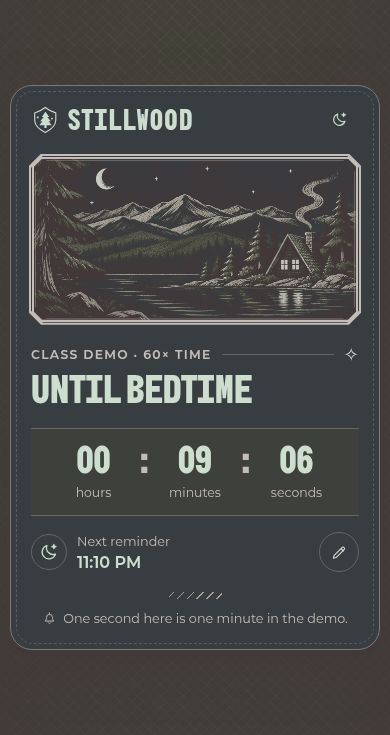 STILLWOOD
CLASS DEMO · 60× TIME
UNTIL BEDTIME
00 : 09 : 06
hours minutes seconds
Next reminder
11:10 PM
One second here is one minute in the demo.